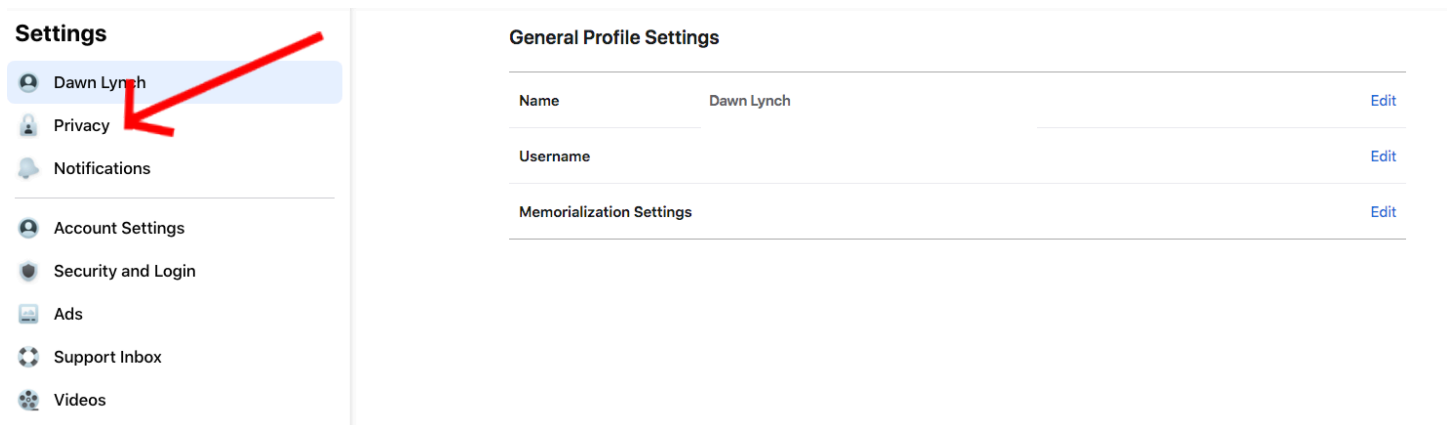 Settings
Dawn Lynch
Privacy
Notifications
Account Settings
Security and Login
Ads
Support Inbox
Videos
General Profile Settings
Name Dawn Lynch Edit
Username Edit
Memorialization Settings Edit